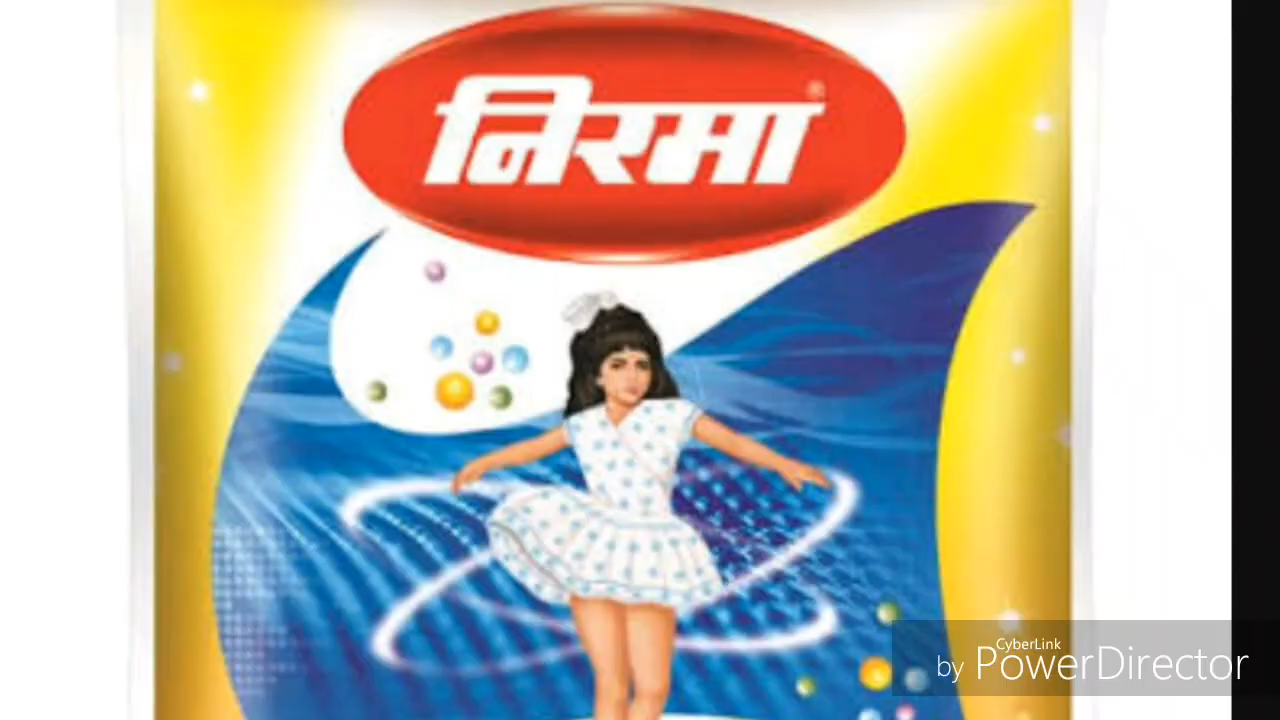 निरमा
CyberLink
by PowerDirector